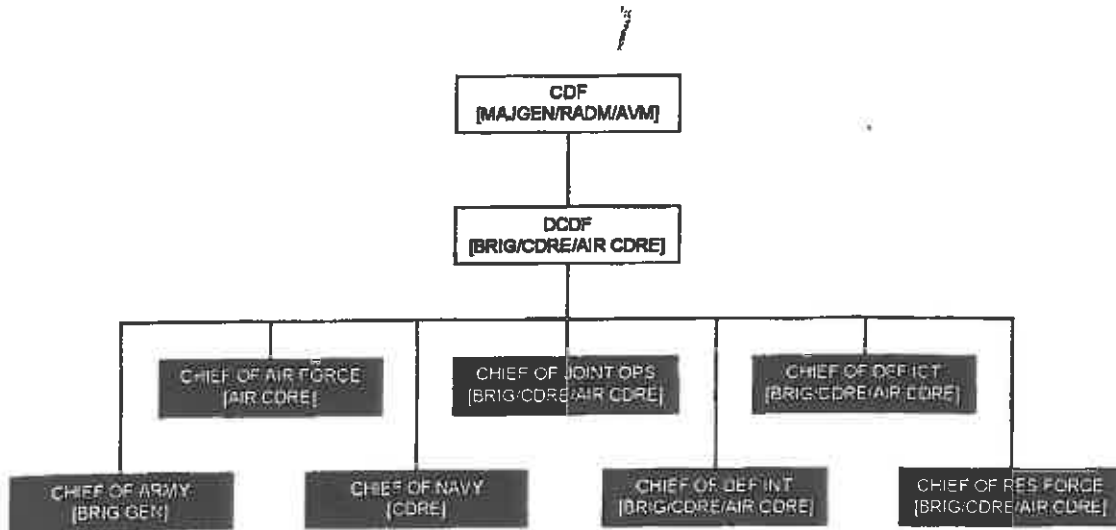 CDF
[MAJGEN/RADM/AVM]
DCDF
[BRIG/CDRE/AIR CDRE]
CHIEF OF AIR FORCE
[AIR CDRE]
CHIEF OF JOINT OPS
[BRIG/CDRE/AIR CDRE]
CHIEF OF DEF ICT
[BRIG/CDRE/AIR CDRE]
CHIEF OF ARMY
[BRIG GEN]
CHIEF OF NAVY
[CDRE]
CHIEF OF DEF INT
[BRIG/CDRE/AIR CDRE]
CHIEF OF RES FORCE
[BRIG/CDRE/AIR CDRE]